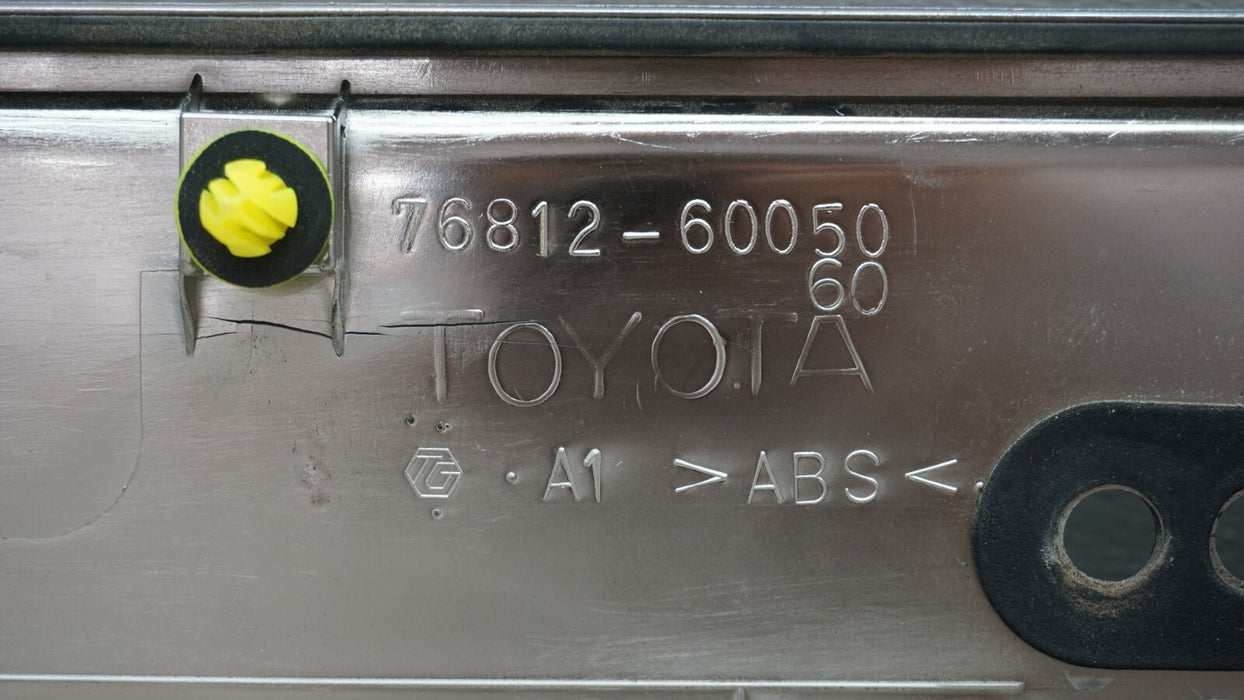 76812-60050
60
TOYOTA
TG · A1 >ABS<